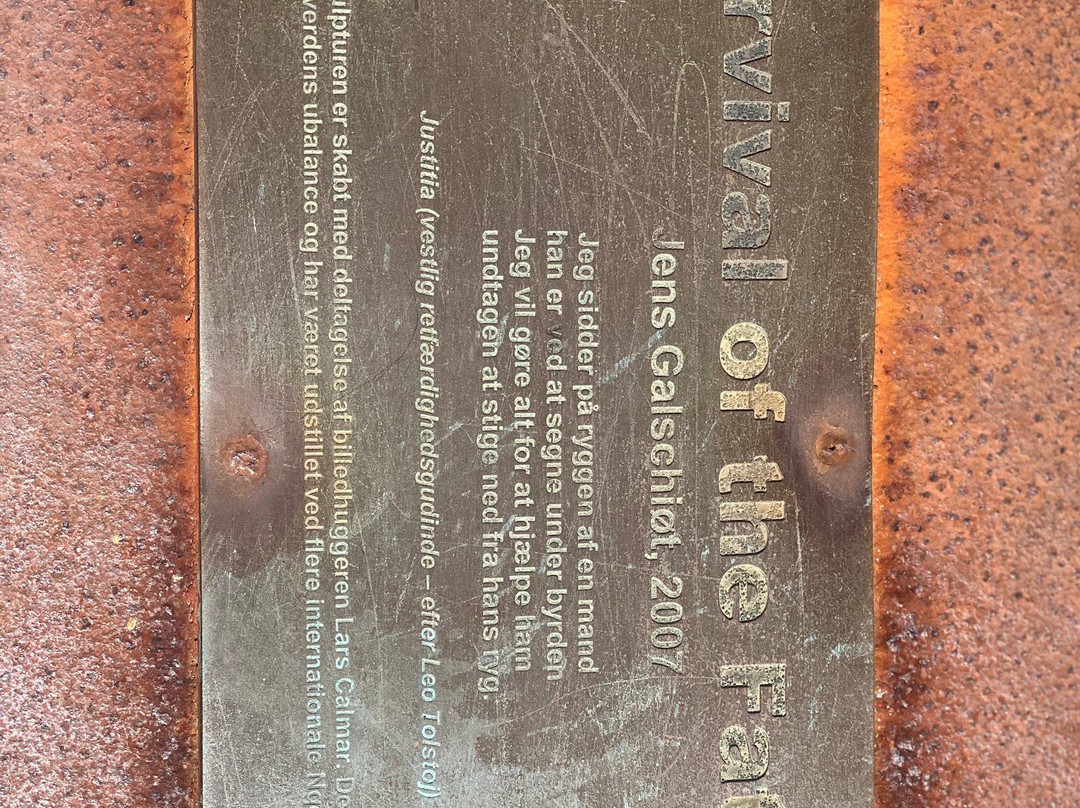 rvival of the Fat
Jens Galschiøt, 2007
Jeg sidder på ryggen af en mand
han er ved at segne under byrden
Jeg vil gøre alt for at hjælpe ham
undtagen at stige ned fra hans ryg
Justitia (vestlig retfærdighedsgudinde – efter Leo Tolstoj)
ulpturen er skabt med deltagelse af billedhuggeren Lars Calmar. De
verdens ubalance og har været udstillet ved flere internationale